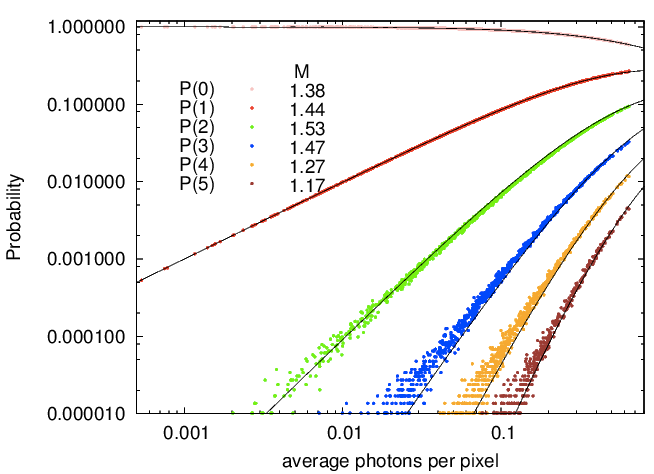 1.000000
0.100000
0.010000
0.001000
0.000100
0.000010
Probability
M
P(0) 1.38
P(1) 1.44
P(2) 1.53
P(3) 1.47
P(4) 1.27
P(5) 1.17
0.001 0.01 0.1
average photons per pixel